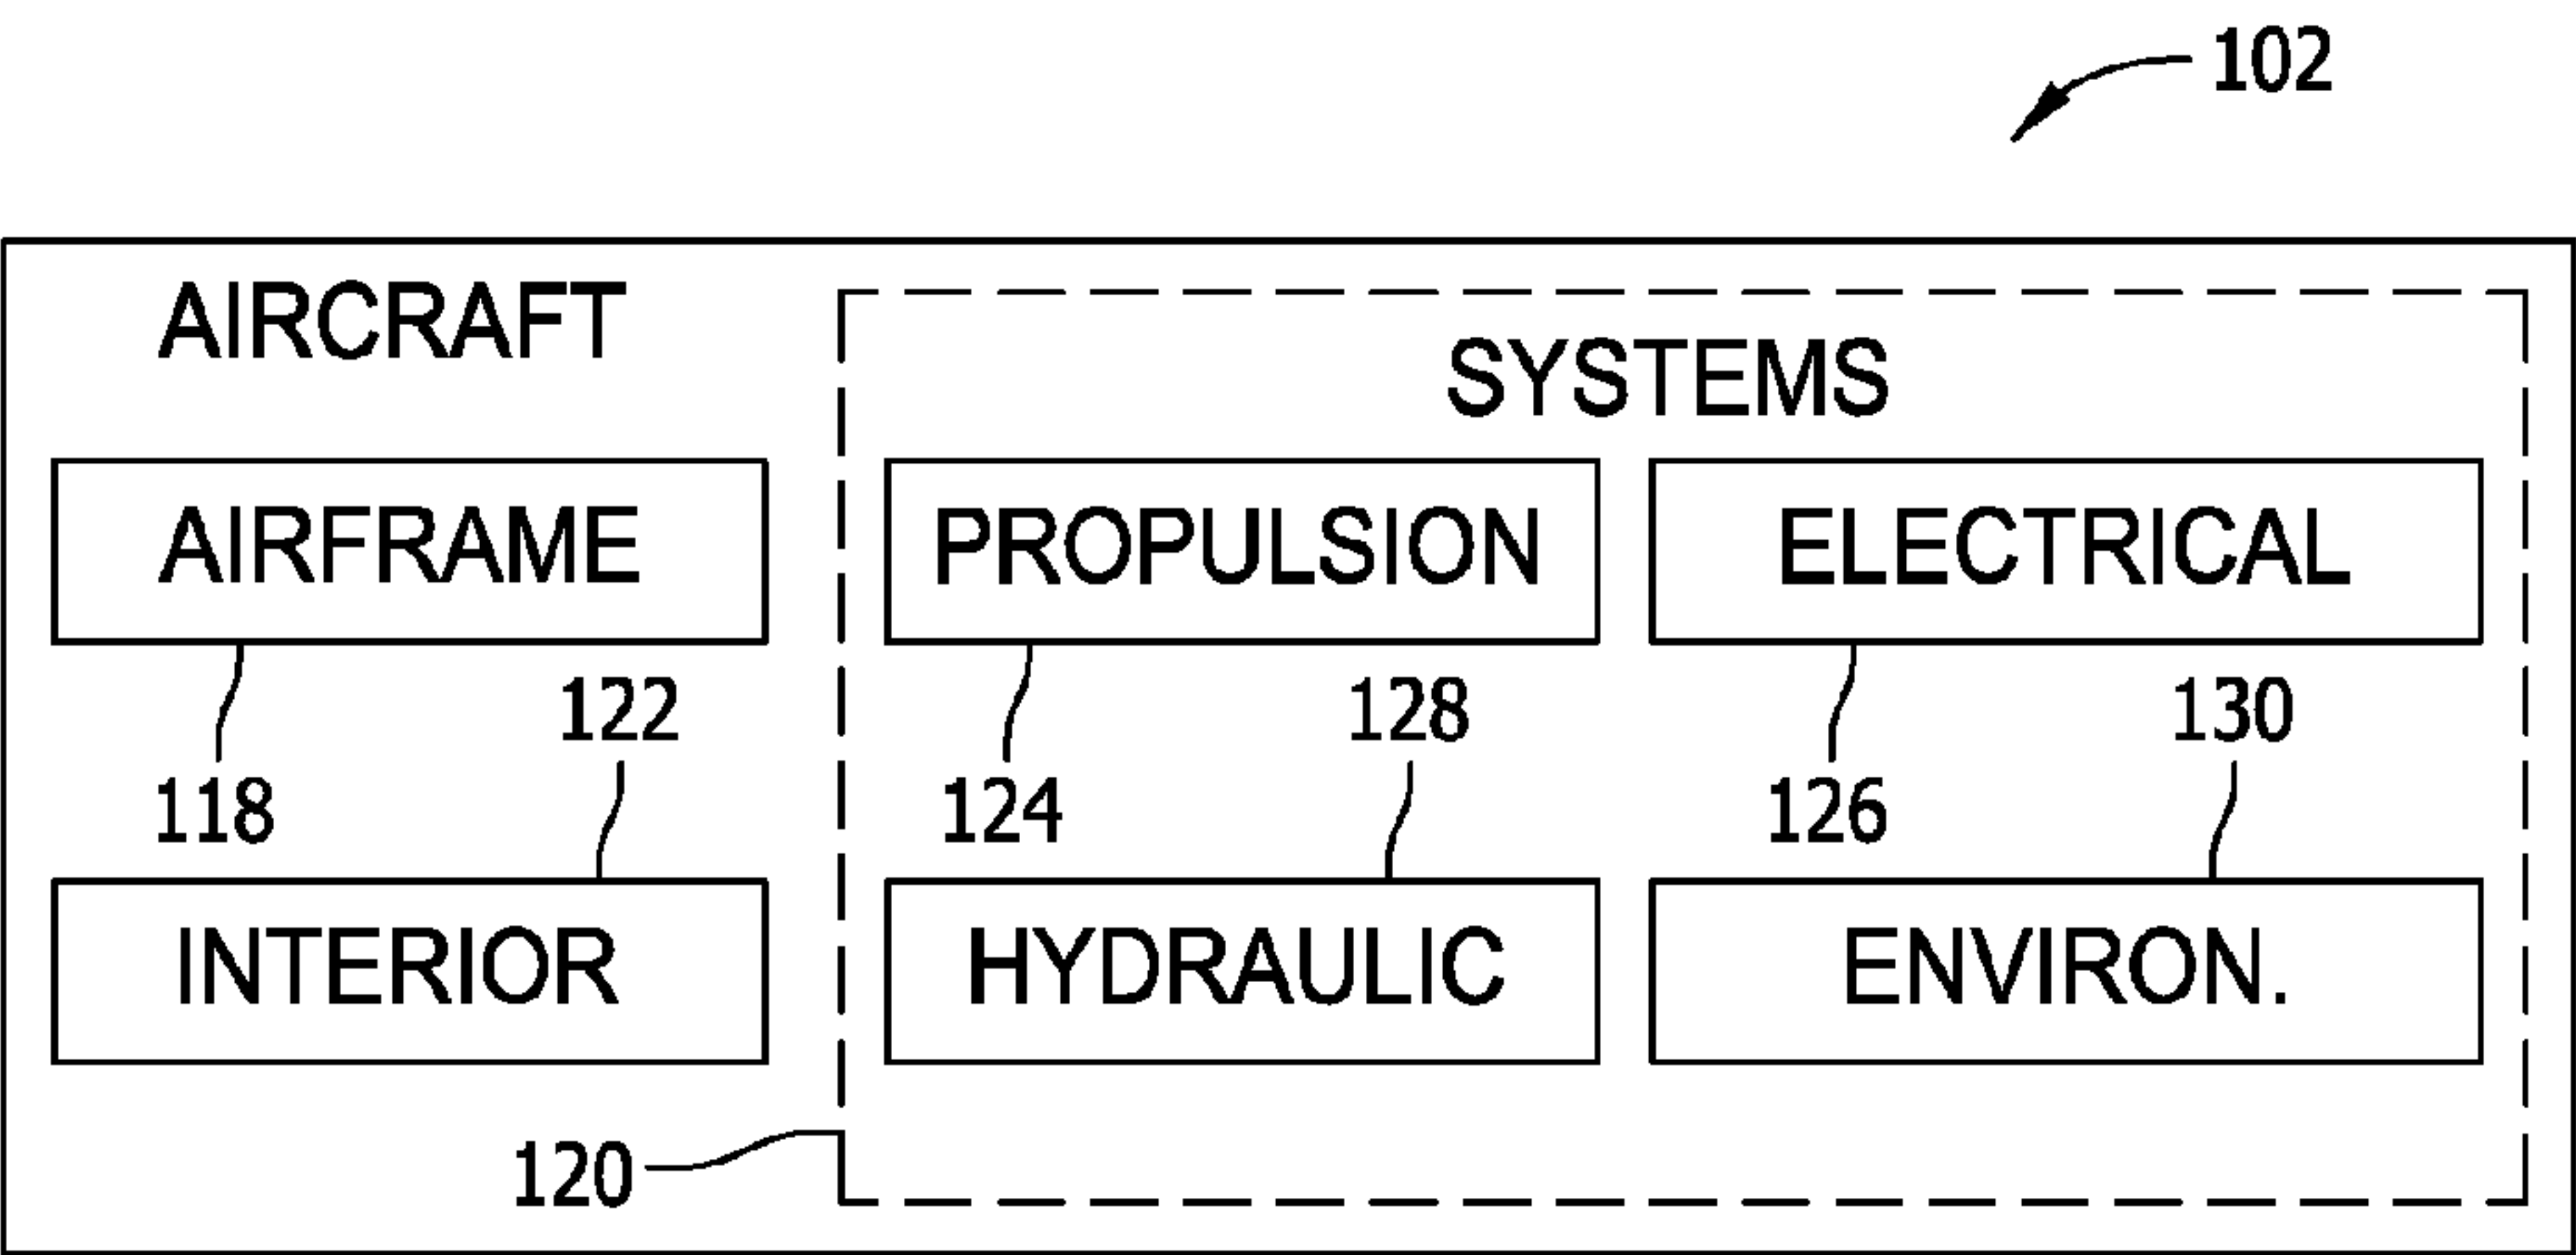 102
AIRCRAFT
SYSTEMS
AIRFRAME
PROPULSION
ELECTRICAL
122
128
130
118
124
126
INTERIOR
HYDRAULIC
ENVIRON.
120